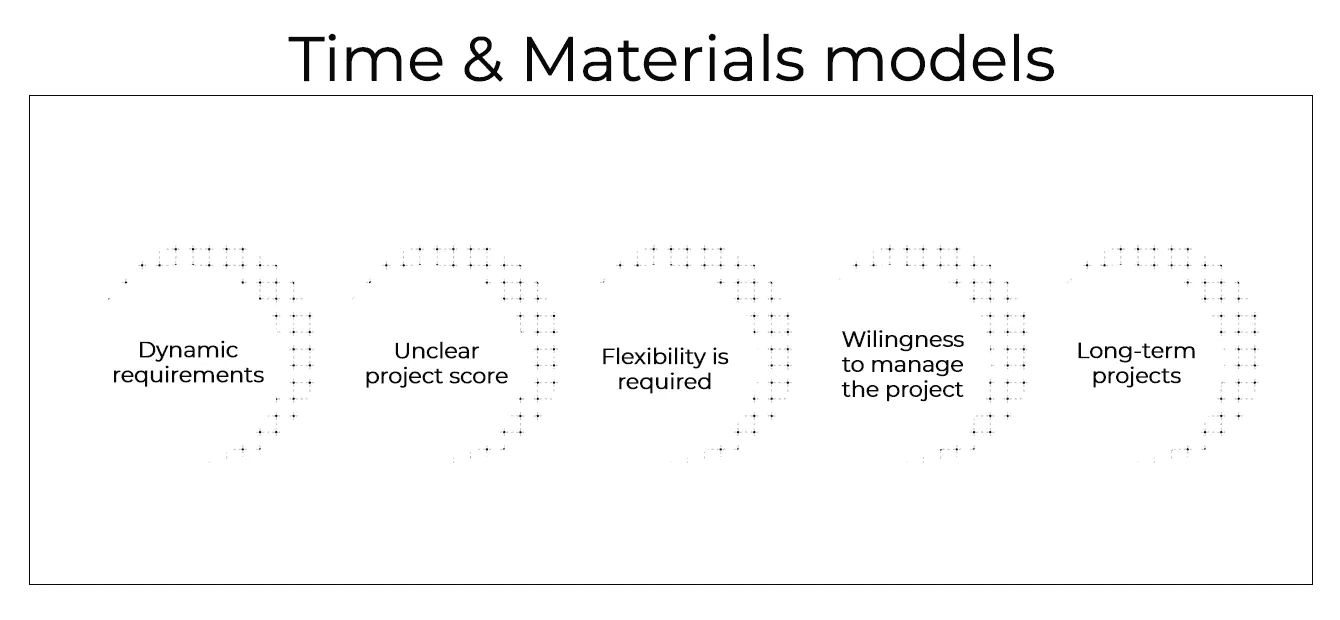 Time & Materials models
Dynamic
requirements
Unclear
project score
Flexibility is
required
Wilingness
to manage
the project
Long-term
projects